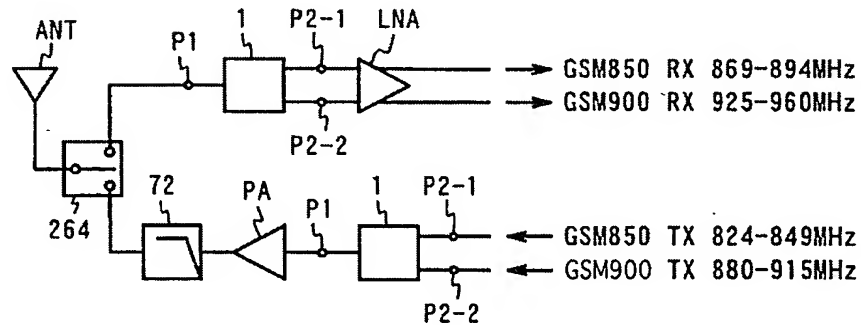 ANT
P1
1
P2-1
LNA
GSM850 RX 869-894MHz
GSM900 RX 925-960MHz
P2-2
264
72
PA
P1
1
P2-1
GSM850 TX 824-849MHz
GSM900 TX 880-915MHz
P2-2